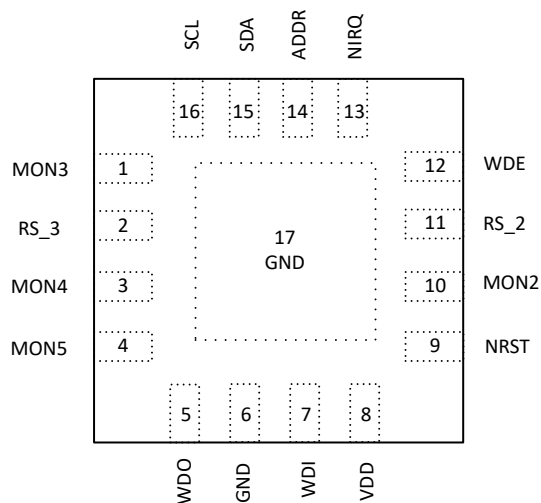 SCL SDA ADDR NIRQ
16 15 14 13
MON3 1 12 WDE
RS_3 2 11 RS_2
17
GND
MON4 3 10 MON2
MON5 4 9 NRST
5 6 7 8
WDO GND WDI VDD